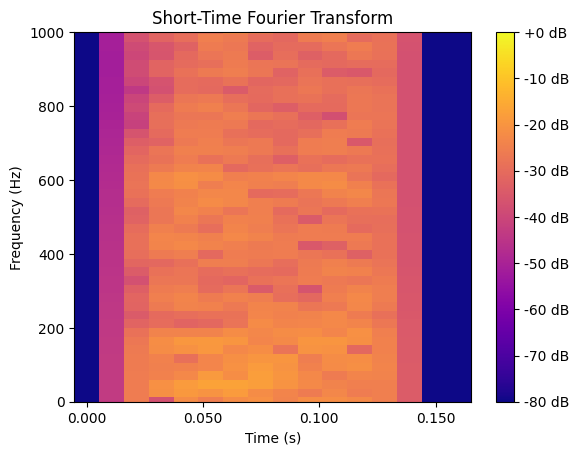 Short-Time Fourier Transform
1000
800
600
400
200
0
Frequency (Hz)
0.000
0.050
0.100
0.150
Time (s)
+0 dB
-10 dB
-20 dB
-30 dB
-40 dB
-50 dB
-60 dB
-70 dB
-80 dB